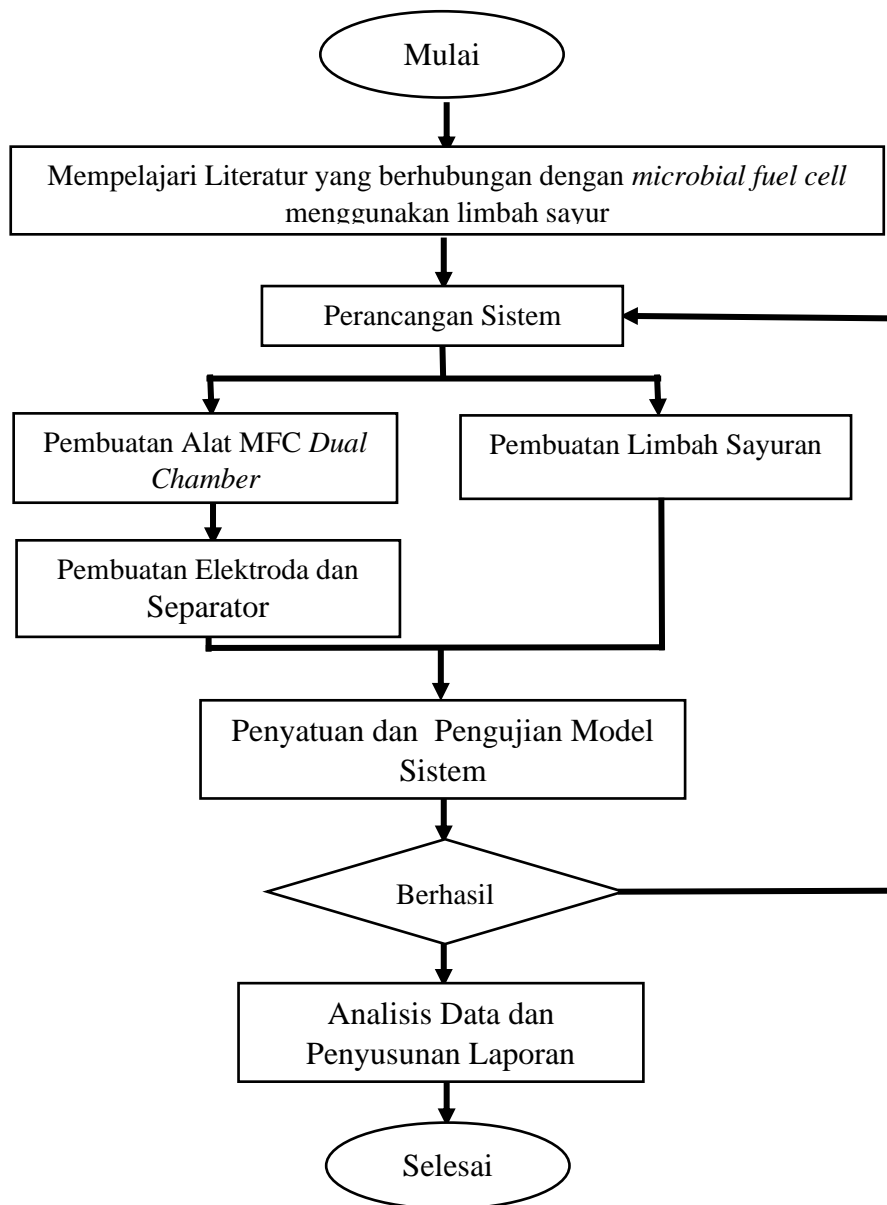 Mulai
Mempelajari Literatur yang berhubungan dengan microbial fuel cell
menggunakan limbah sayur
Perancangan Sistem
Pembuatan Alat MFC Dual
Chamber
Pembuatan Limbah Sayuran
Pembuatan Elektroda dan
Separator
Penyatuan dan Pengujian Model
Sistem
Berhasil
Analisis Data dan
Penyusunan Laporan
Selesai